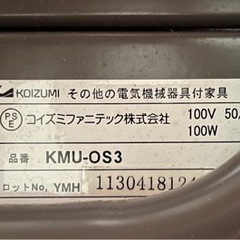 KOIZUMI その他の電気機械器具付家具
PSE コイズミファニテック株式会社 100V 50/
100W
品番 KMU-OS3
ロットNo, YMH 1130418124